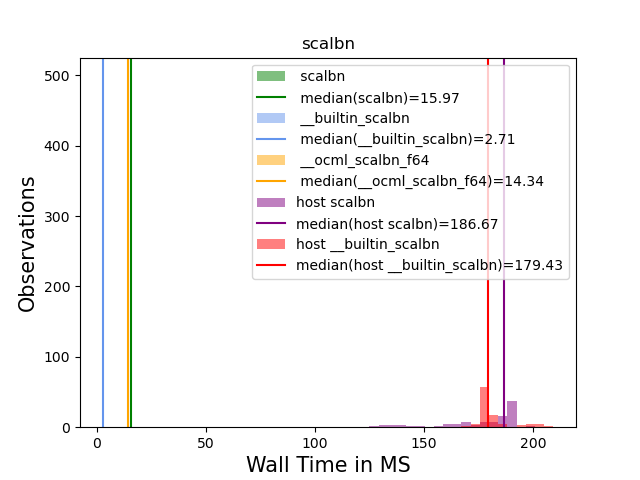 scalbn
500
400
300
200
100
0
Observations
scalbn
median(scalbn)=15.97
__builtin_scalbn
median(__builtin_scalbn)=2.71
__ocml_scalbn_f64
median(__ocml_scalbn_f64)=14.34
host scalbn
median(host scalbn)=186.67
host __builtin_scalbn
median(host __builtin_scalbn)=179.43
0 50 100 150 200
Wall Time in MS